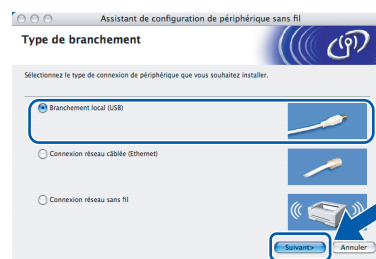 Assistant de configuration de périphérique sans fil
Type de branchement
Sélectionnez le type de connexion de périphérique que vous souhaitez installer.
Branchement local (USB)
Connexion réseau câblée (Ethernet)
Connexion réseau sans fil
Suivant> Annuler